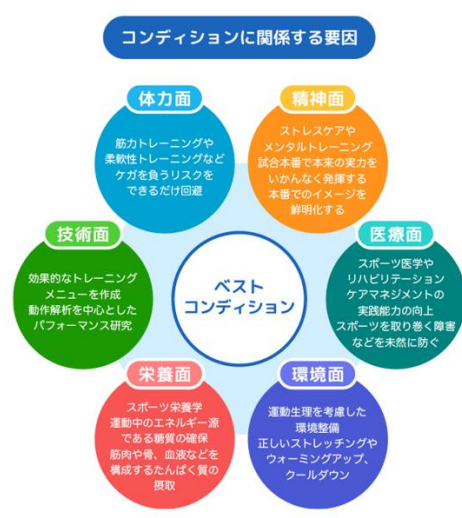 コンディションに関係する要因
体力面
筋力トレーニングや
柔軟性トレーニングなど
ケガを負うリスクを
できるだけ回避
精神面
ストレスケアや
メンタルトレーニング
試合本番で本来の実力を
いかんなく発揮する
本番でのイメージを
鮮明化する
技術面
効果的なトレーニング
メニューを作成
動作解析を中心とした
パフォーマンス研究
ベスト
コンディション
医療面
スポーツ医学や
リハビリテーション
ケアマネジメントの
実践能力の向上
スポーツを取り巻く障害
などを未然に防ぐ
栄養面
スポーツ栄養学
運動中のエネルギー源
である糖質の確保
筋肉や骨、血液などを
構成するたんぱく質の
摂取
環境面
運動生理を考慮した
環境整備
正しいストレッチングや
ウォーミングアップ、
クールダウン